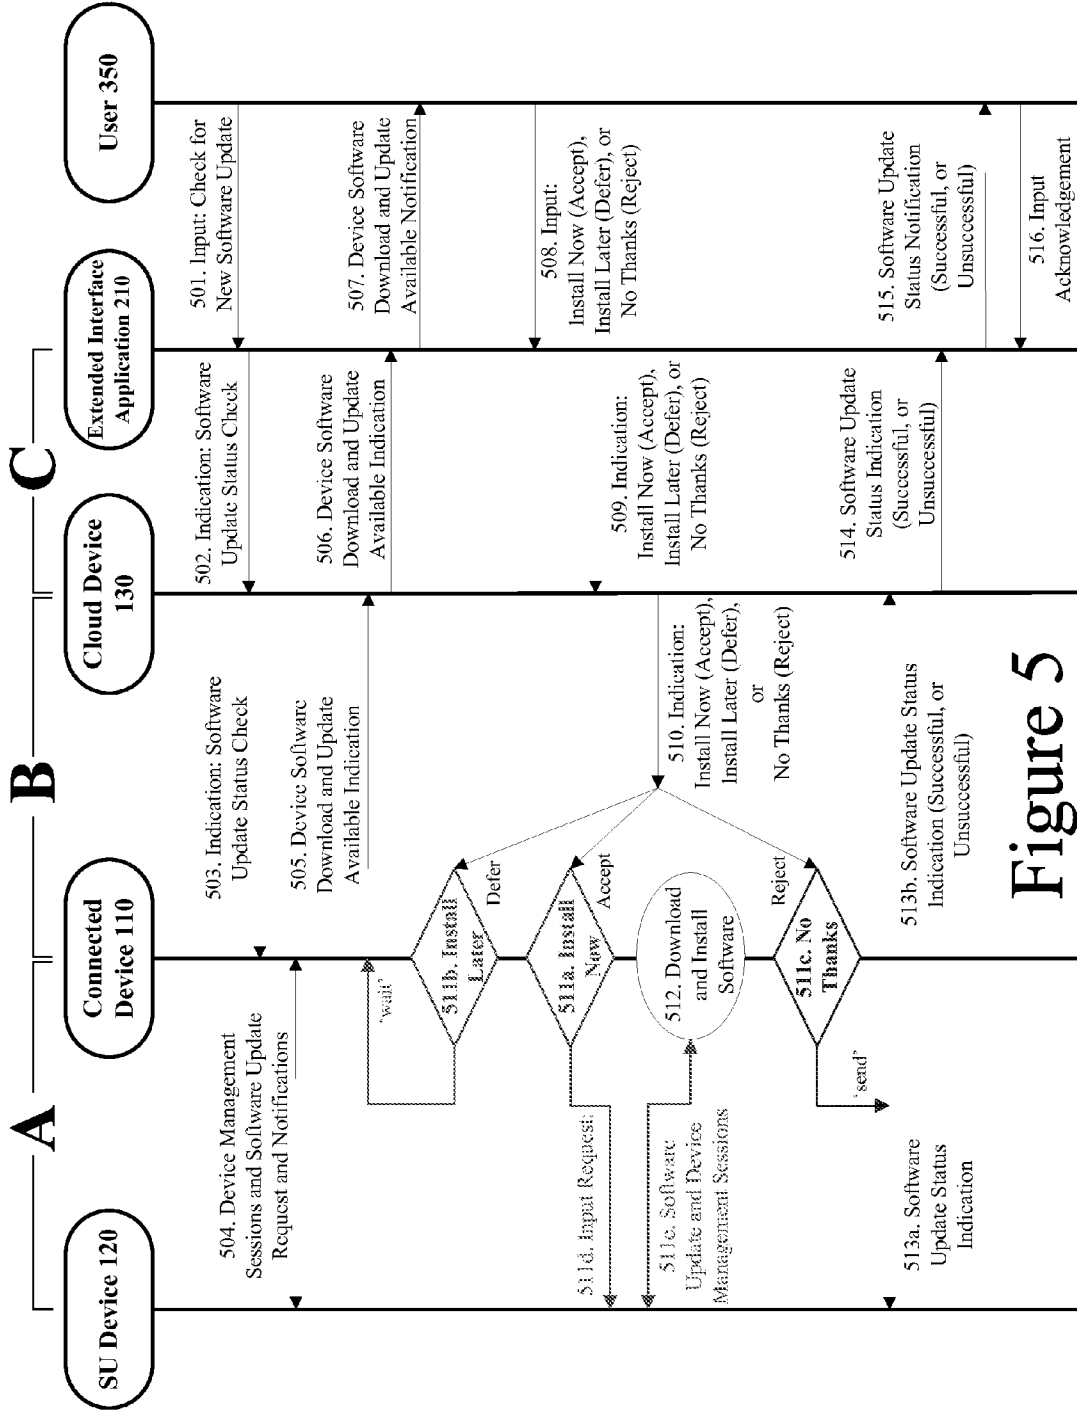 A
B
C
SU Device 120
Connected
Device 110
Cloud Device
130
Extended Interface
Application 210
User 350
501. Input: Check for
New Software Update
502. Indication: Software
Update Status Check
503. Indication: Software
Update Status Check
504. Device Management
Sessions and Software Update
Request and Notifications
505. Device Software
Download and Update
Available Indication
506. Device Software
Download and Update
Available Indication
507. Device Software
Download and Update
Available Notification
508. Input:
Install Now (Accept),
Install Later (Defer), or
No Thanks (Reject)
509. Indication:
Install Now (Accept),
Install Later (Defer), or
No Thanks (Reject)
510. Indication:
Install Now (Accept),
Install Later (Defer),
or
No Thanks (Reject)
"wait"
511b. Install
Later
Defer
511a. Install
Now
Accept
511d. Input Request:
511e. Software
Update and Device
Management Sessions
512. Download
and Install
Software
Reject
511c. No
Thanks
"send"
513a. Software
Update Status
Indication
513b. Software Update Status
Indication (Successful, or
Unsuccessful)
514. Software Update
Status Indication
(Successful, or
Unsuccessful)
515. Software Update
Status Notification
(Successful, or
Unsuccessful)
516. Input
Acknowledgement
Figure 5